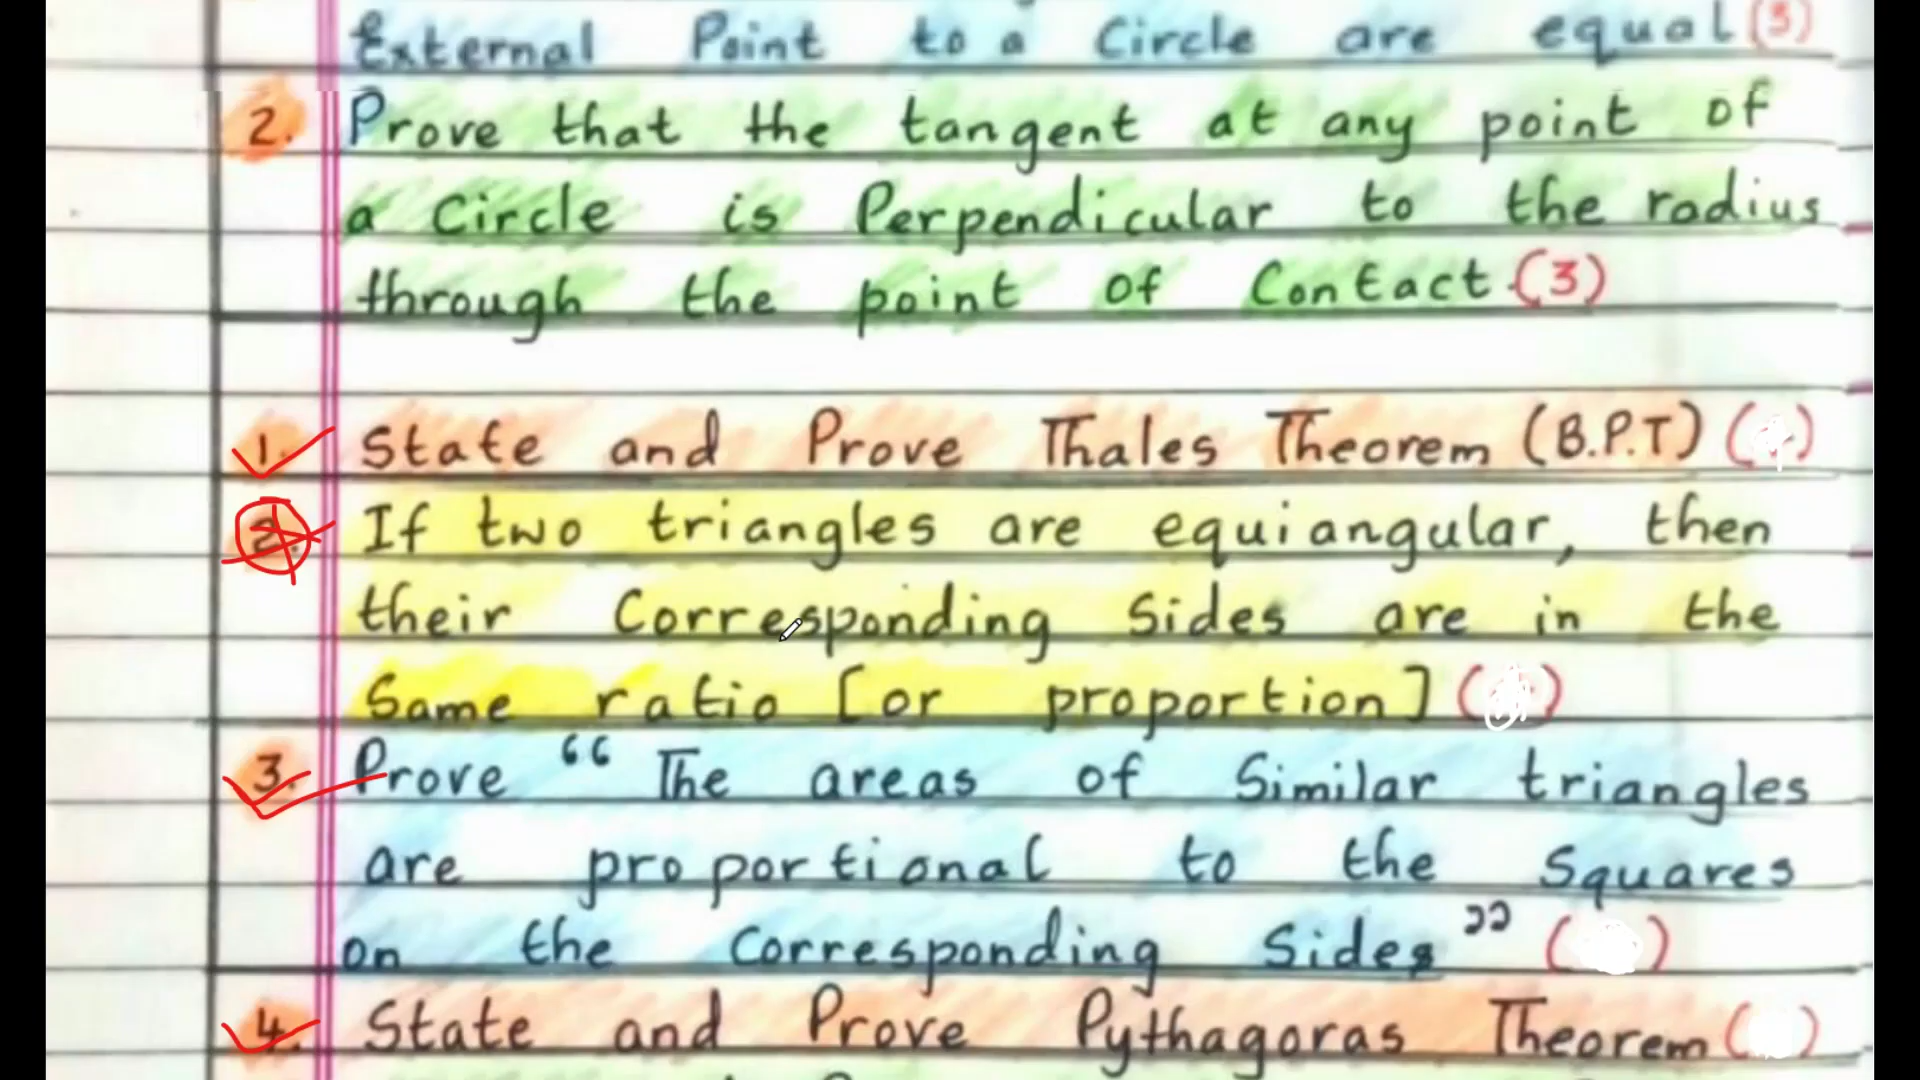 External Point to a Circle are equal (3)
2. Prove that the tangent at any point of
a Circle is Perpendicular to the radius
through the point of Contact (3)
1. State and Prove Thales Theorem (B.P.T) ( )
2. If two triangles are equiangular, then
their Corresponding Sides are in the
Same ratio [or proportion] ( )
3. Prove “ The areas of Similar triangles
are proportional to the Squares
on the Corresponding Sides ” ( )
4. State and Prove Pythagoras Theorem ( )